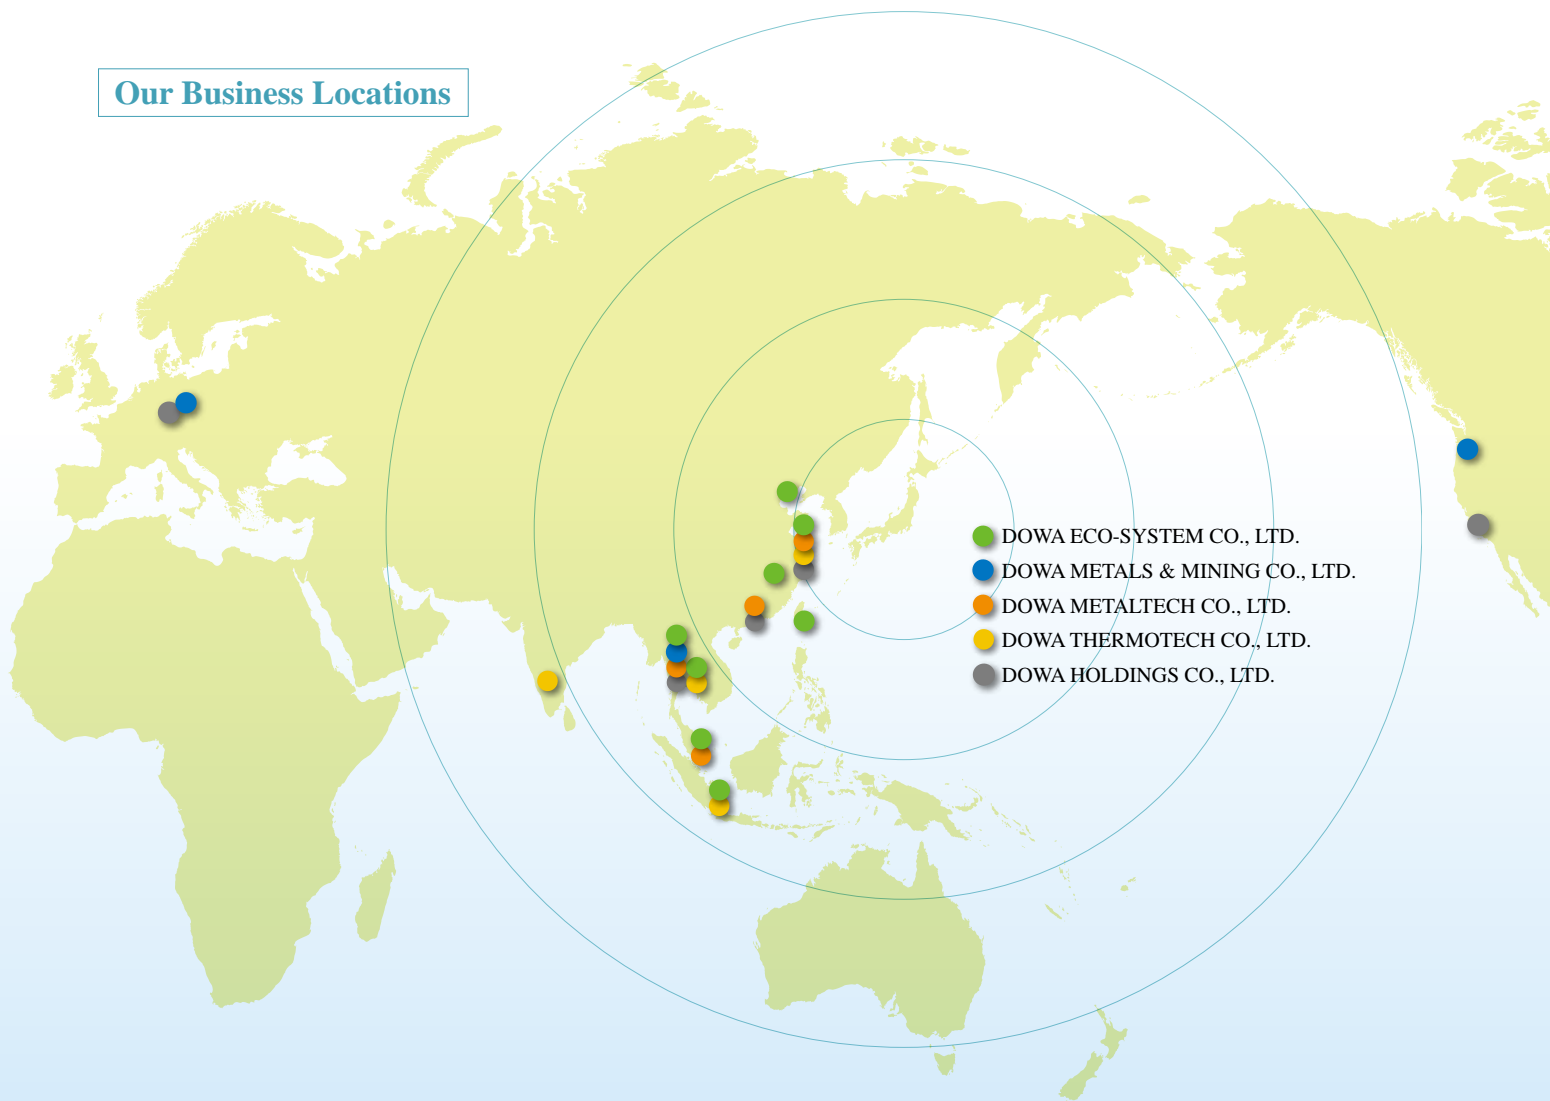 Our Business Locations
DOWA ECO-SYSTEM CO., LTD.
DOWA METALS & MINING CO., LTD.
DOWA METALTECH CO., LTD.
DOWA THERMOTECH CO., LTD.
DOWA HOLDINGS CO., LTD.